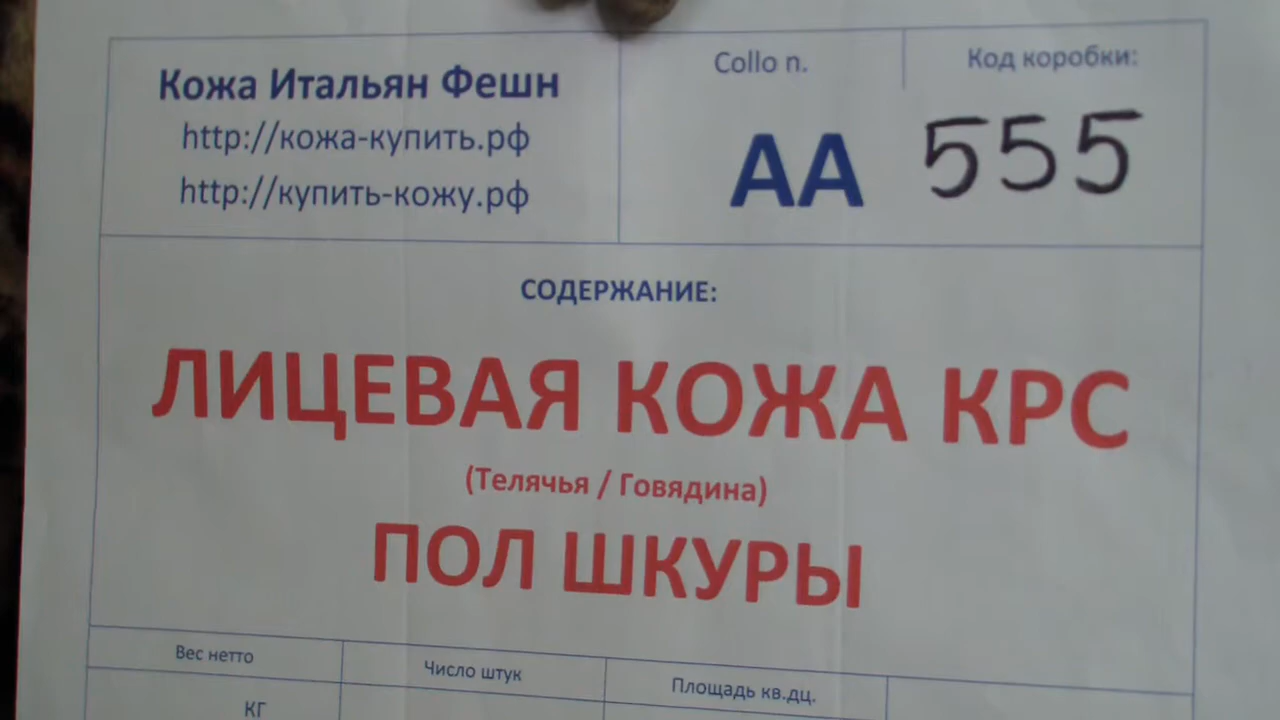 Кожа Итальян Фешн
http://кожа-купить.рф
http://купить-кожу.рф
Collo n.
Код коробки:
АА 555
СОДЕРЖАНИЕ:
ЛИЦЕВАЯ КОЖА КРС
(Телячья / Говядина)
ПОЛ ШКУРЫ
Вес нетто
Число штук
Площадь кв.дц.
КГ